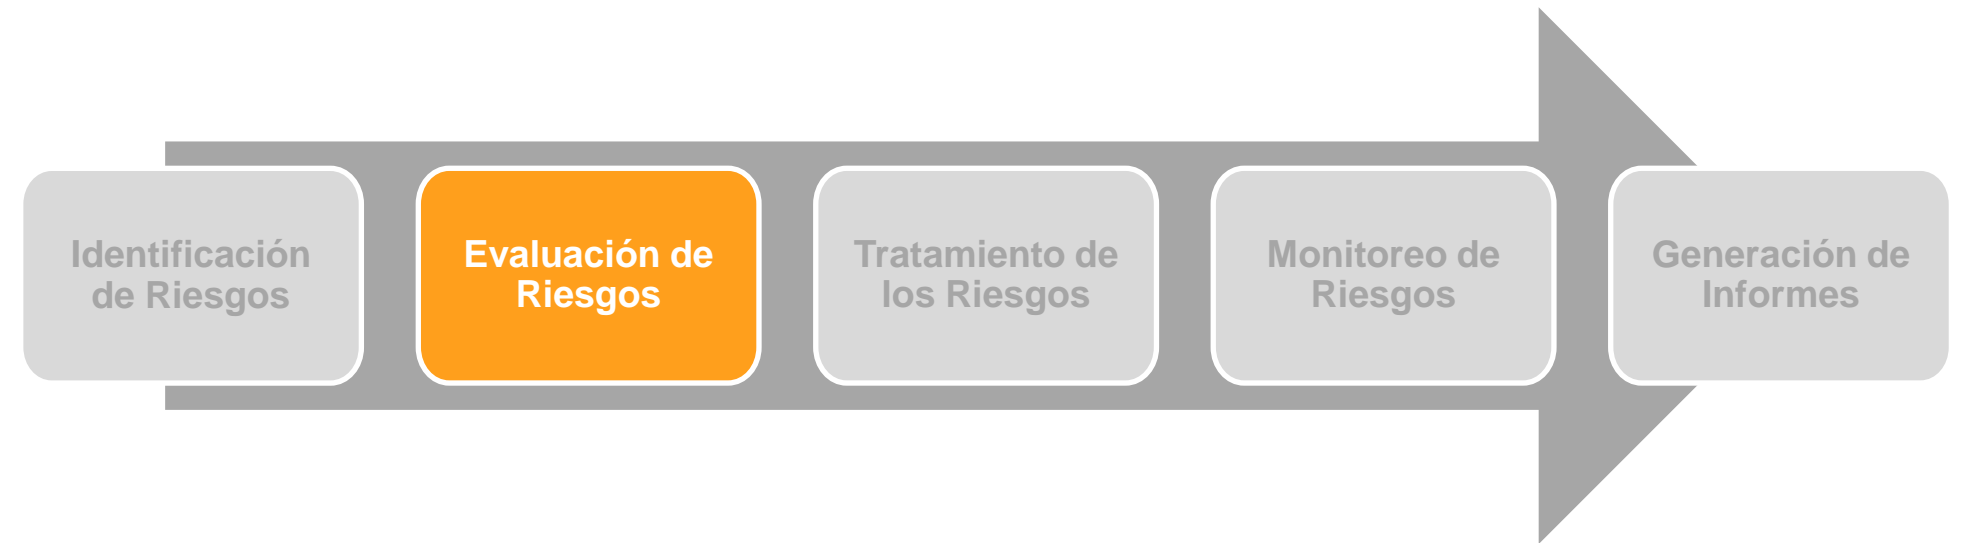 Identificación
de Riesgos
Evaluación de
Riesgos
Tratamiento de
los Riesgos
Monitoreo de
Riesgos
Generación de
Informes